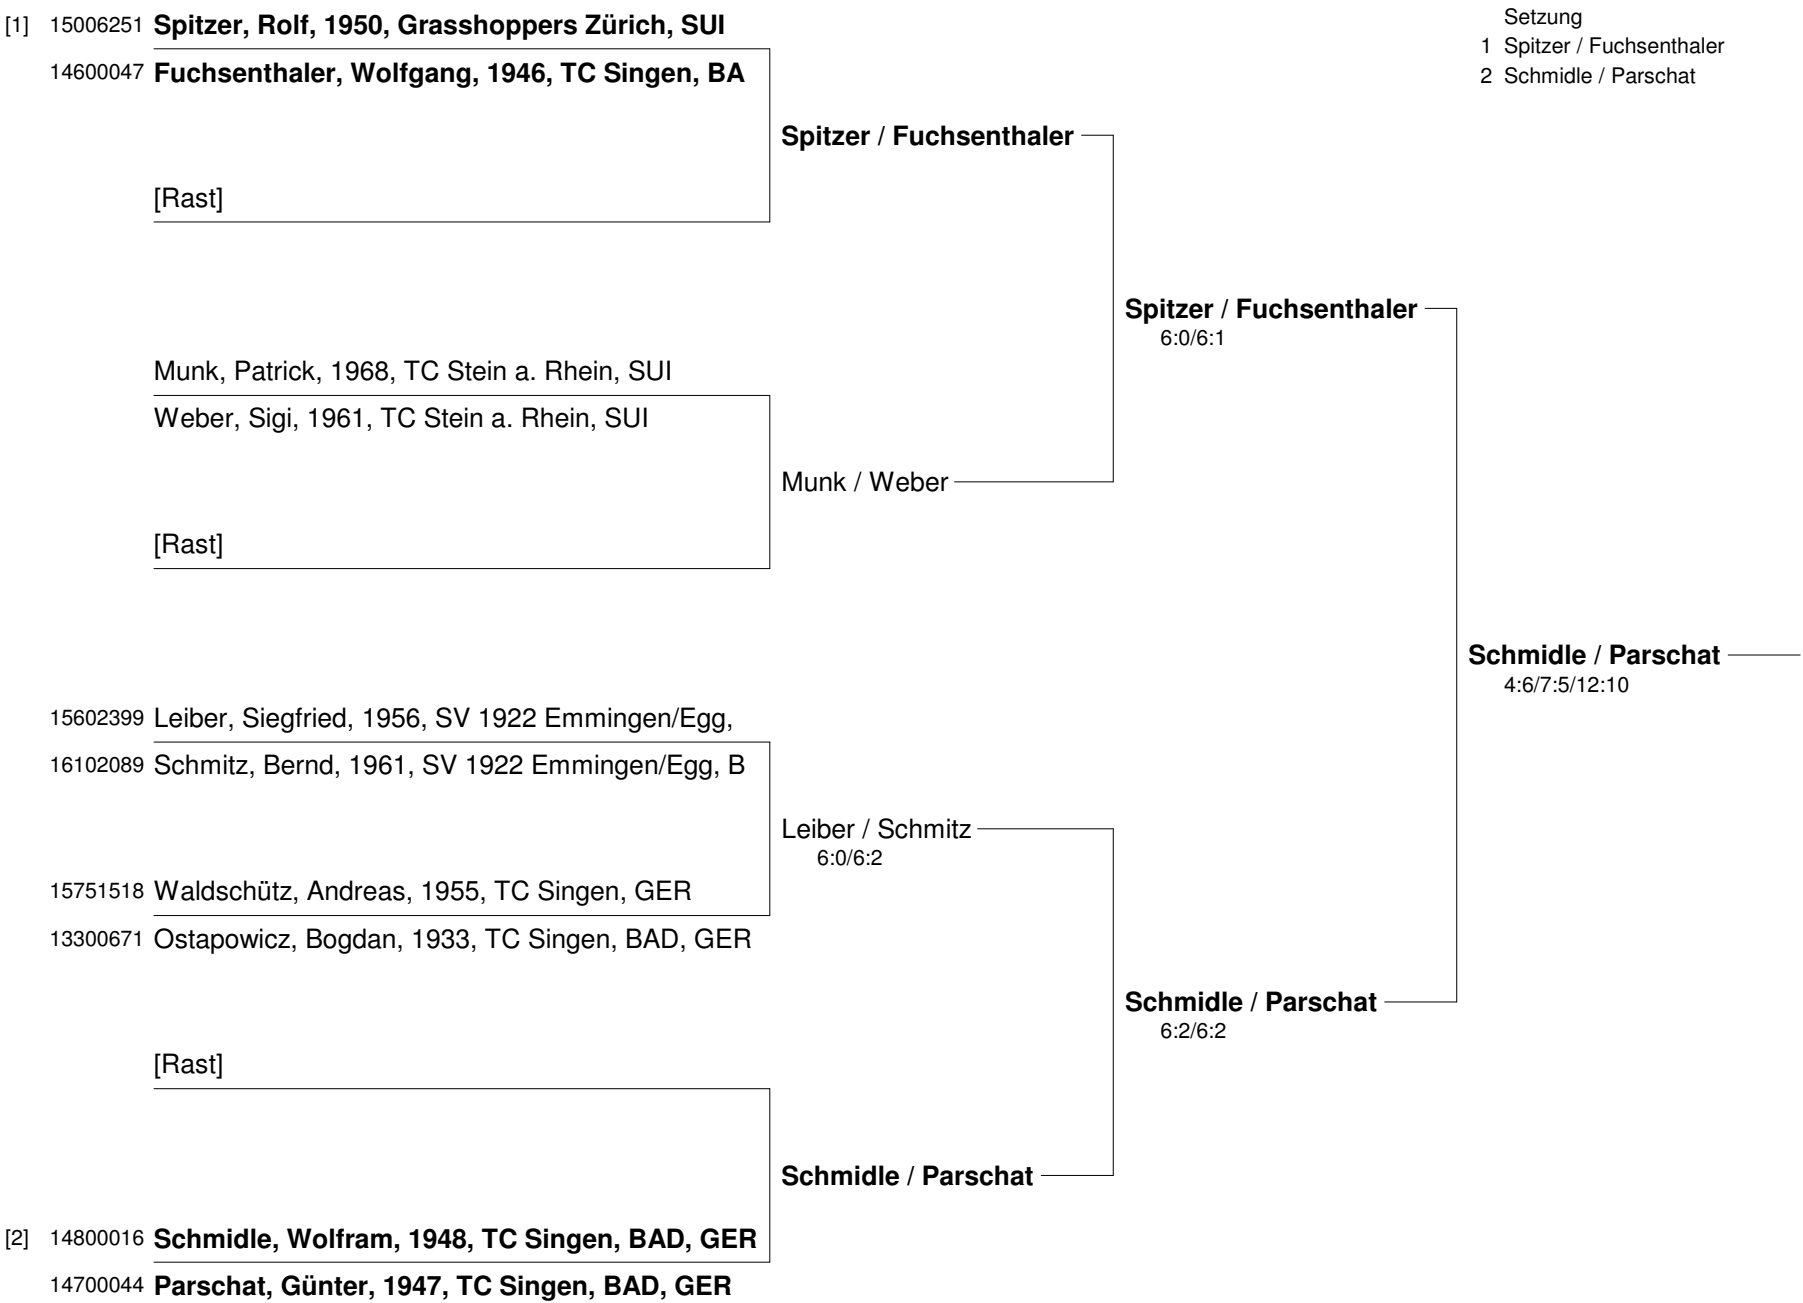 [1] 15006251 Spitzer, Rolf, 1950, Grasshoppers Zürich, SUI
14600047 Fuchsenthaler, Wolfgang, 1946, TC Singen, BA
Setzung
1 Spitzer / Fuchsenthaler
2 Schmidle / Parschat
Spitzer / Fuchsenthaler
[Rast]
Spitzer / Fuchsenthaler
6:0/6:1
Munk, Patrick, 1968, TC Stein a. Rhein, SUI
Weber, Sigi, 1961, TC Stein a. Rhein, SUI
Munk / Weber
[Rast]
Schmidle / Parschat
4:6/7:5/12:10
15602399 Leiber, Siegfried, 1956, SV 1922 Emmingen/Egg,
16102089 Schmitz, Bernd, 1961, SV 1922 Emmingen/Egg, B
Leiber / Schmitz
6:0/6:2
15751518 Waldschütz, Andreas, 1955, TC Singen, GER
13300671 Ostapowicz, Bogdan, 1933, TC Singen, BAD, GER
Schmidle / Parschat
6:2/6:2
[Rast]
Schmidle / Parschat
[2] 14800016 Schmidle, Wolfram, 1948, TC Singen, BAD, GER
14700044 Parschat, Günter, 1947, TC Singen, BAD, GER